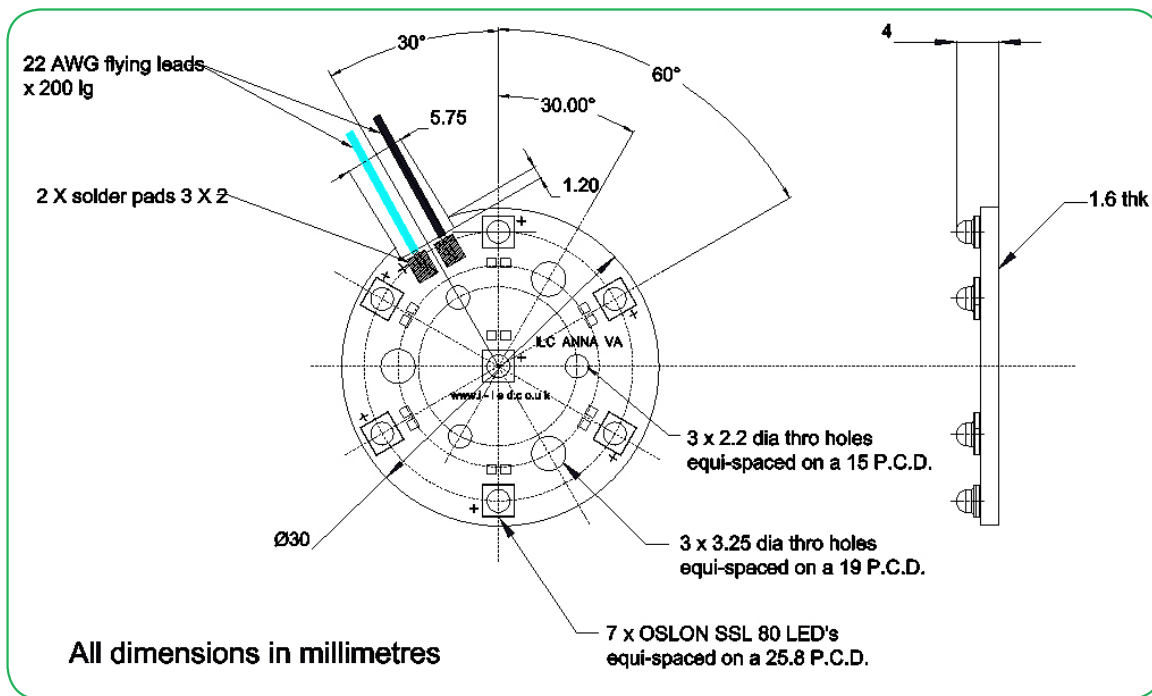 30°
4
22 AWG flying leads
x 200 lg
60°
30.00°
5.75
1.20
2 X solder pads 3 X 2
1.6 thk
+
+
+
+
ILC ANNA VA
+
+
www.i-led.co.uk
+
+
3 x 2.2 dia thro holes
equi-spaced on a 15 P.C.D.
+
Ø30
3 x 3.25 dia thro holes
equi-spaced on a 19 P.C.D.
7 x OSLON SSL 80 LED's
equi-spaced on a 25.8 P.C.D.
All dimensions in millimetres